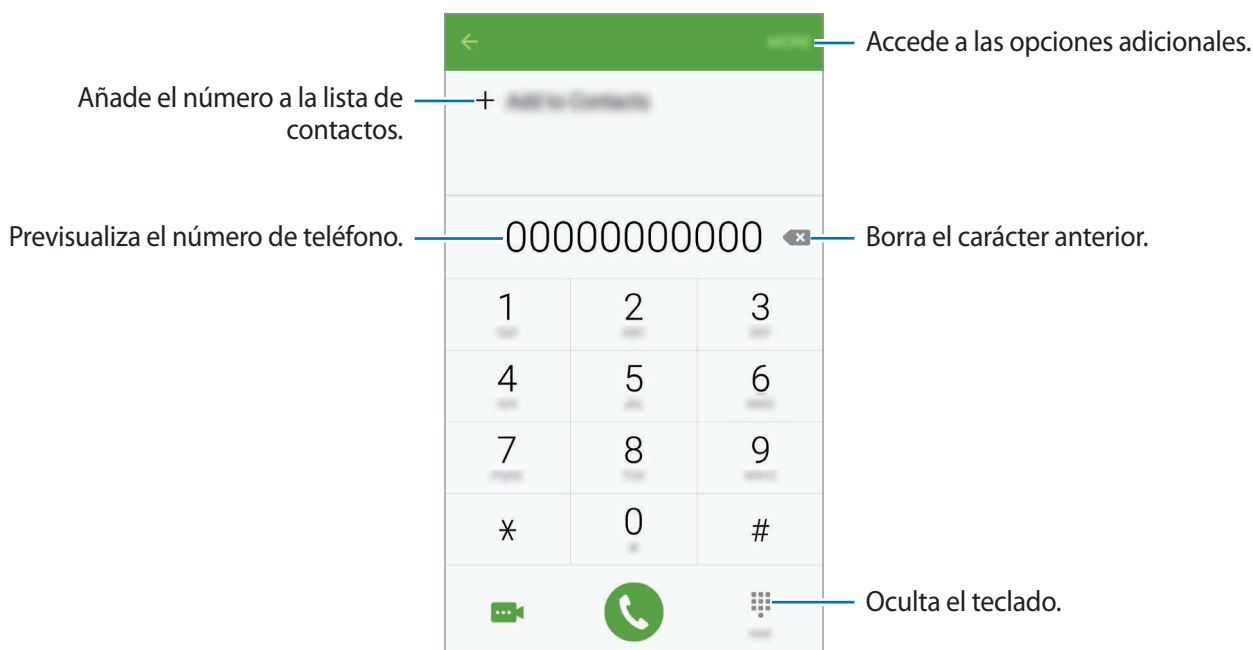 Accede a las opciones adicionales.
Añade el número a la lista de
contactos.
Previsualiza el número de teléfono.
00000000000
Borra el carácter anterior.
1 2 3
4 5 6
7 8 9
* 0 #
Oculta el teclado.